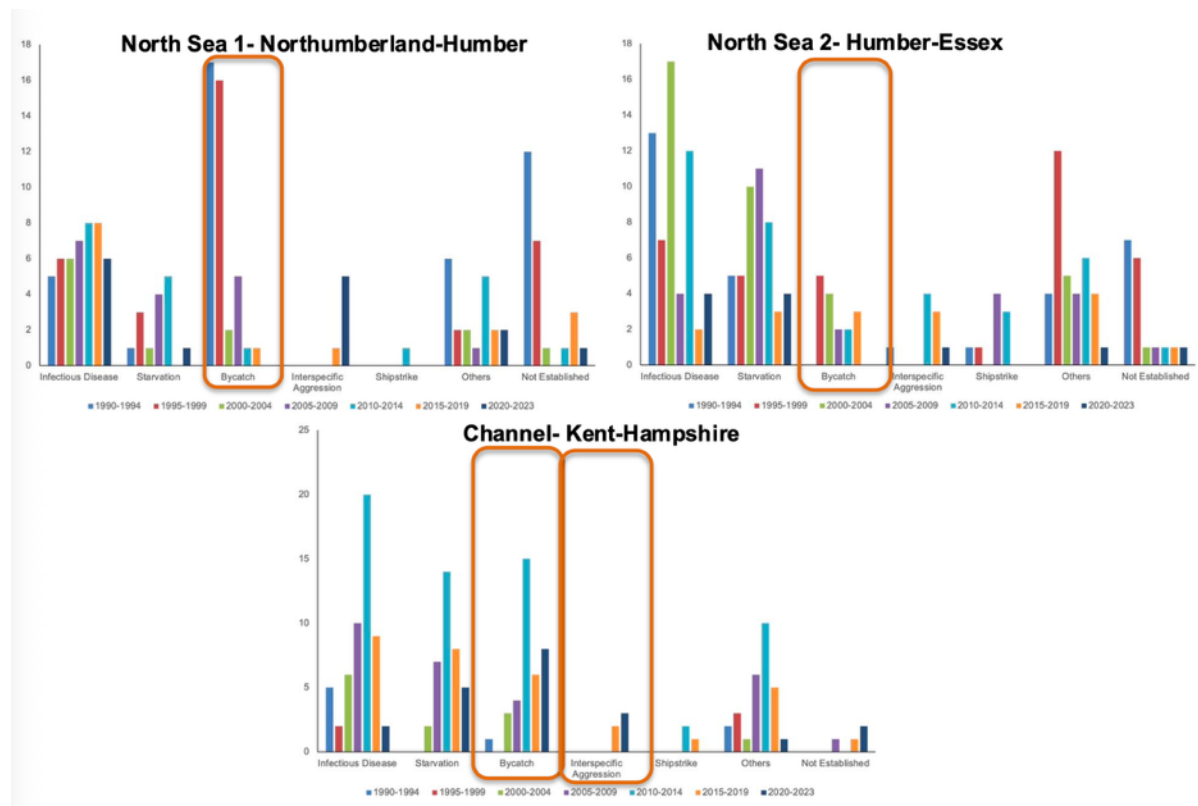 North Sea 1- Northumberland-Humber
18
16
14
12
10
8
6
4
2
0
Infectious Disease Starvation Bycatch Interspecific Aggression Shipstrike Others Not Established
1990-1994 1995-1999 2000-2004 2005-2009 2010-2014 2015-2019 2020-2023
North Sea 2- Humber-Essex
18
16
14
12
10
8
6
4
2
0
Infectious Disease Starvation Bycatch Interspecific Aggression Shipstrike Others Not Established
1990-1994 1995-1999 2000-2004 2005-2009 2010-2014 2015-2019 2020-2023
Channel- Kent-Hampshire
25
20
15
10
5
0
Infectious Disease Starvation Bycatch Interspecific Aggression Shipstrike Others Not Established
1990-1994 1995-1999 2000-2004 2005-2009 2010-2014 2015-2019 2020-2023